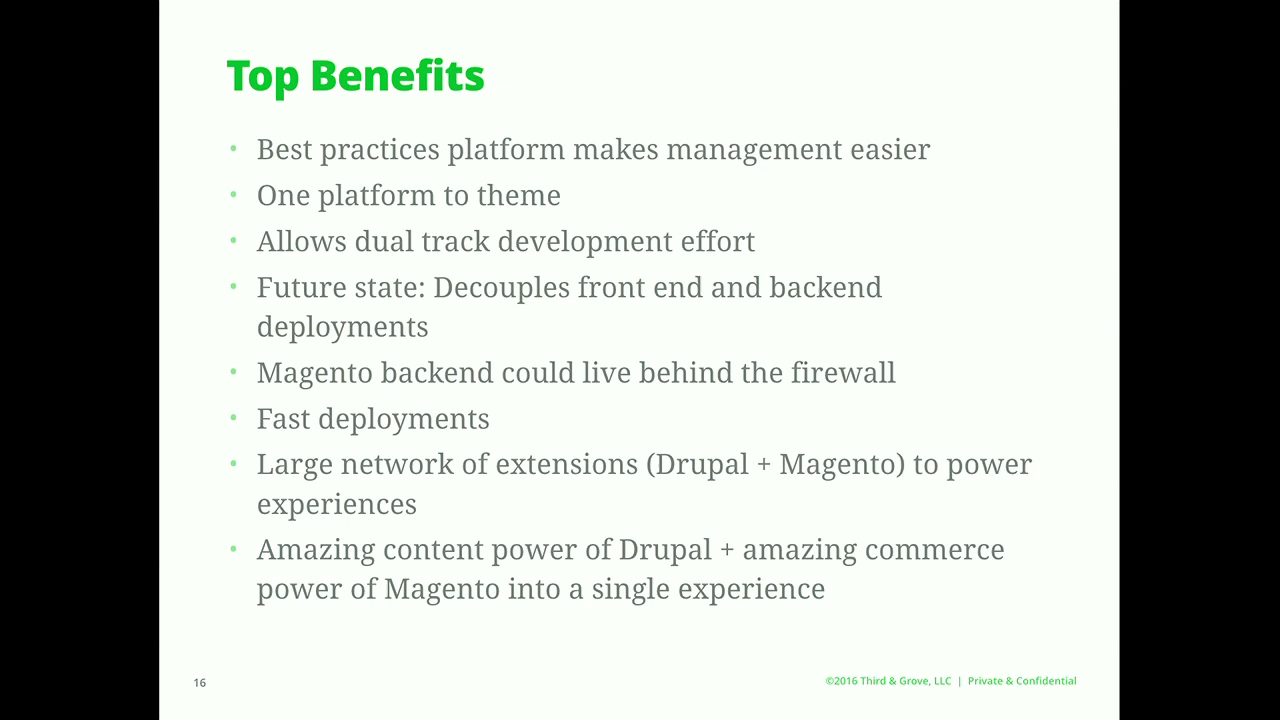 Top Benefits
• Best practices platform makes management easier
• One platform to theme
• Allows dual track development effort
• Future state: Decouples front end and backend
deployments
• Magento backend could live behind the firewall
• Fast deployments
• Large network of extensions (Drupal + Magento) to power
experiences
• Amazing content power of Drupal + amazing commerce
power of Magento into a single experience
16
©2016 Third & Grove, LLC | Private & Confidential